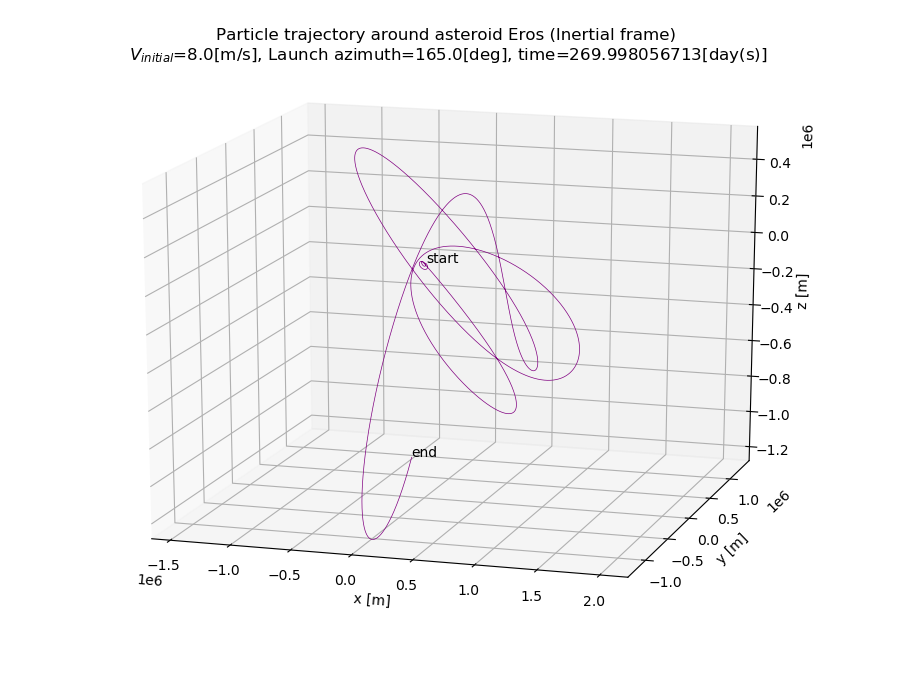 Particle trajectory around asteroid Eros (Inertial frame)
V_initial=8.0[m/s], Launch azimuth=165.0[deg], time=269.998056713[day(s)]
1e6
0.4
0.2
0.0
−0.2
−0.4
−0.6
−0.8
−1.0
−1.2
z [m]
start
end
1e6
1.0
0.5
0.0
−0.5
−1.0
y [m]
−1.5
−1.0
−0.5
0.0
0.5
1.0
1.5
2.0
1e6
x [m]